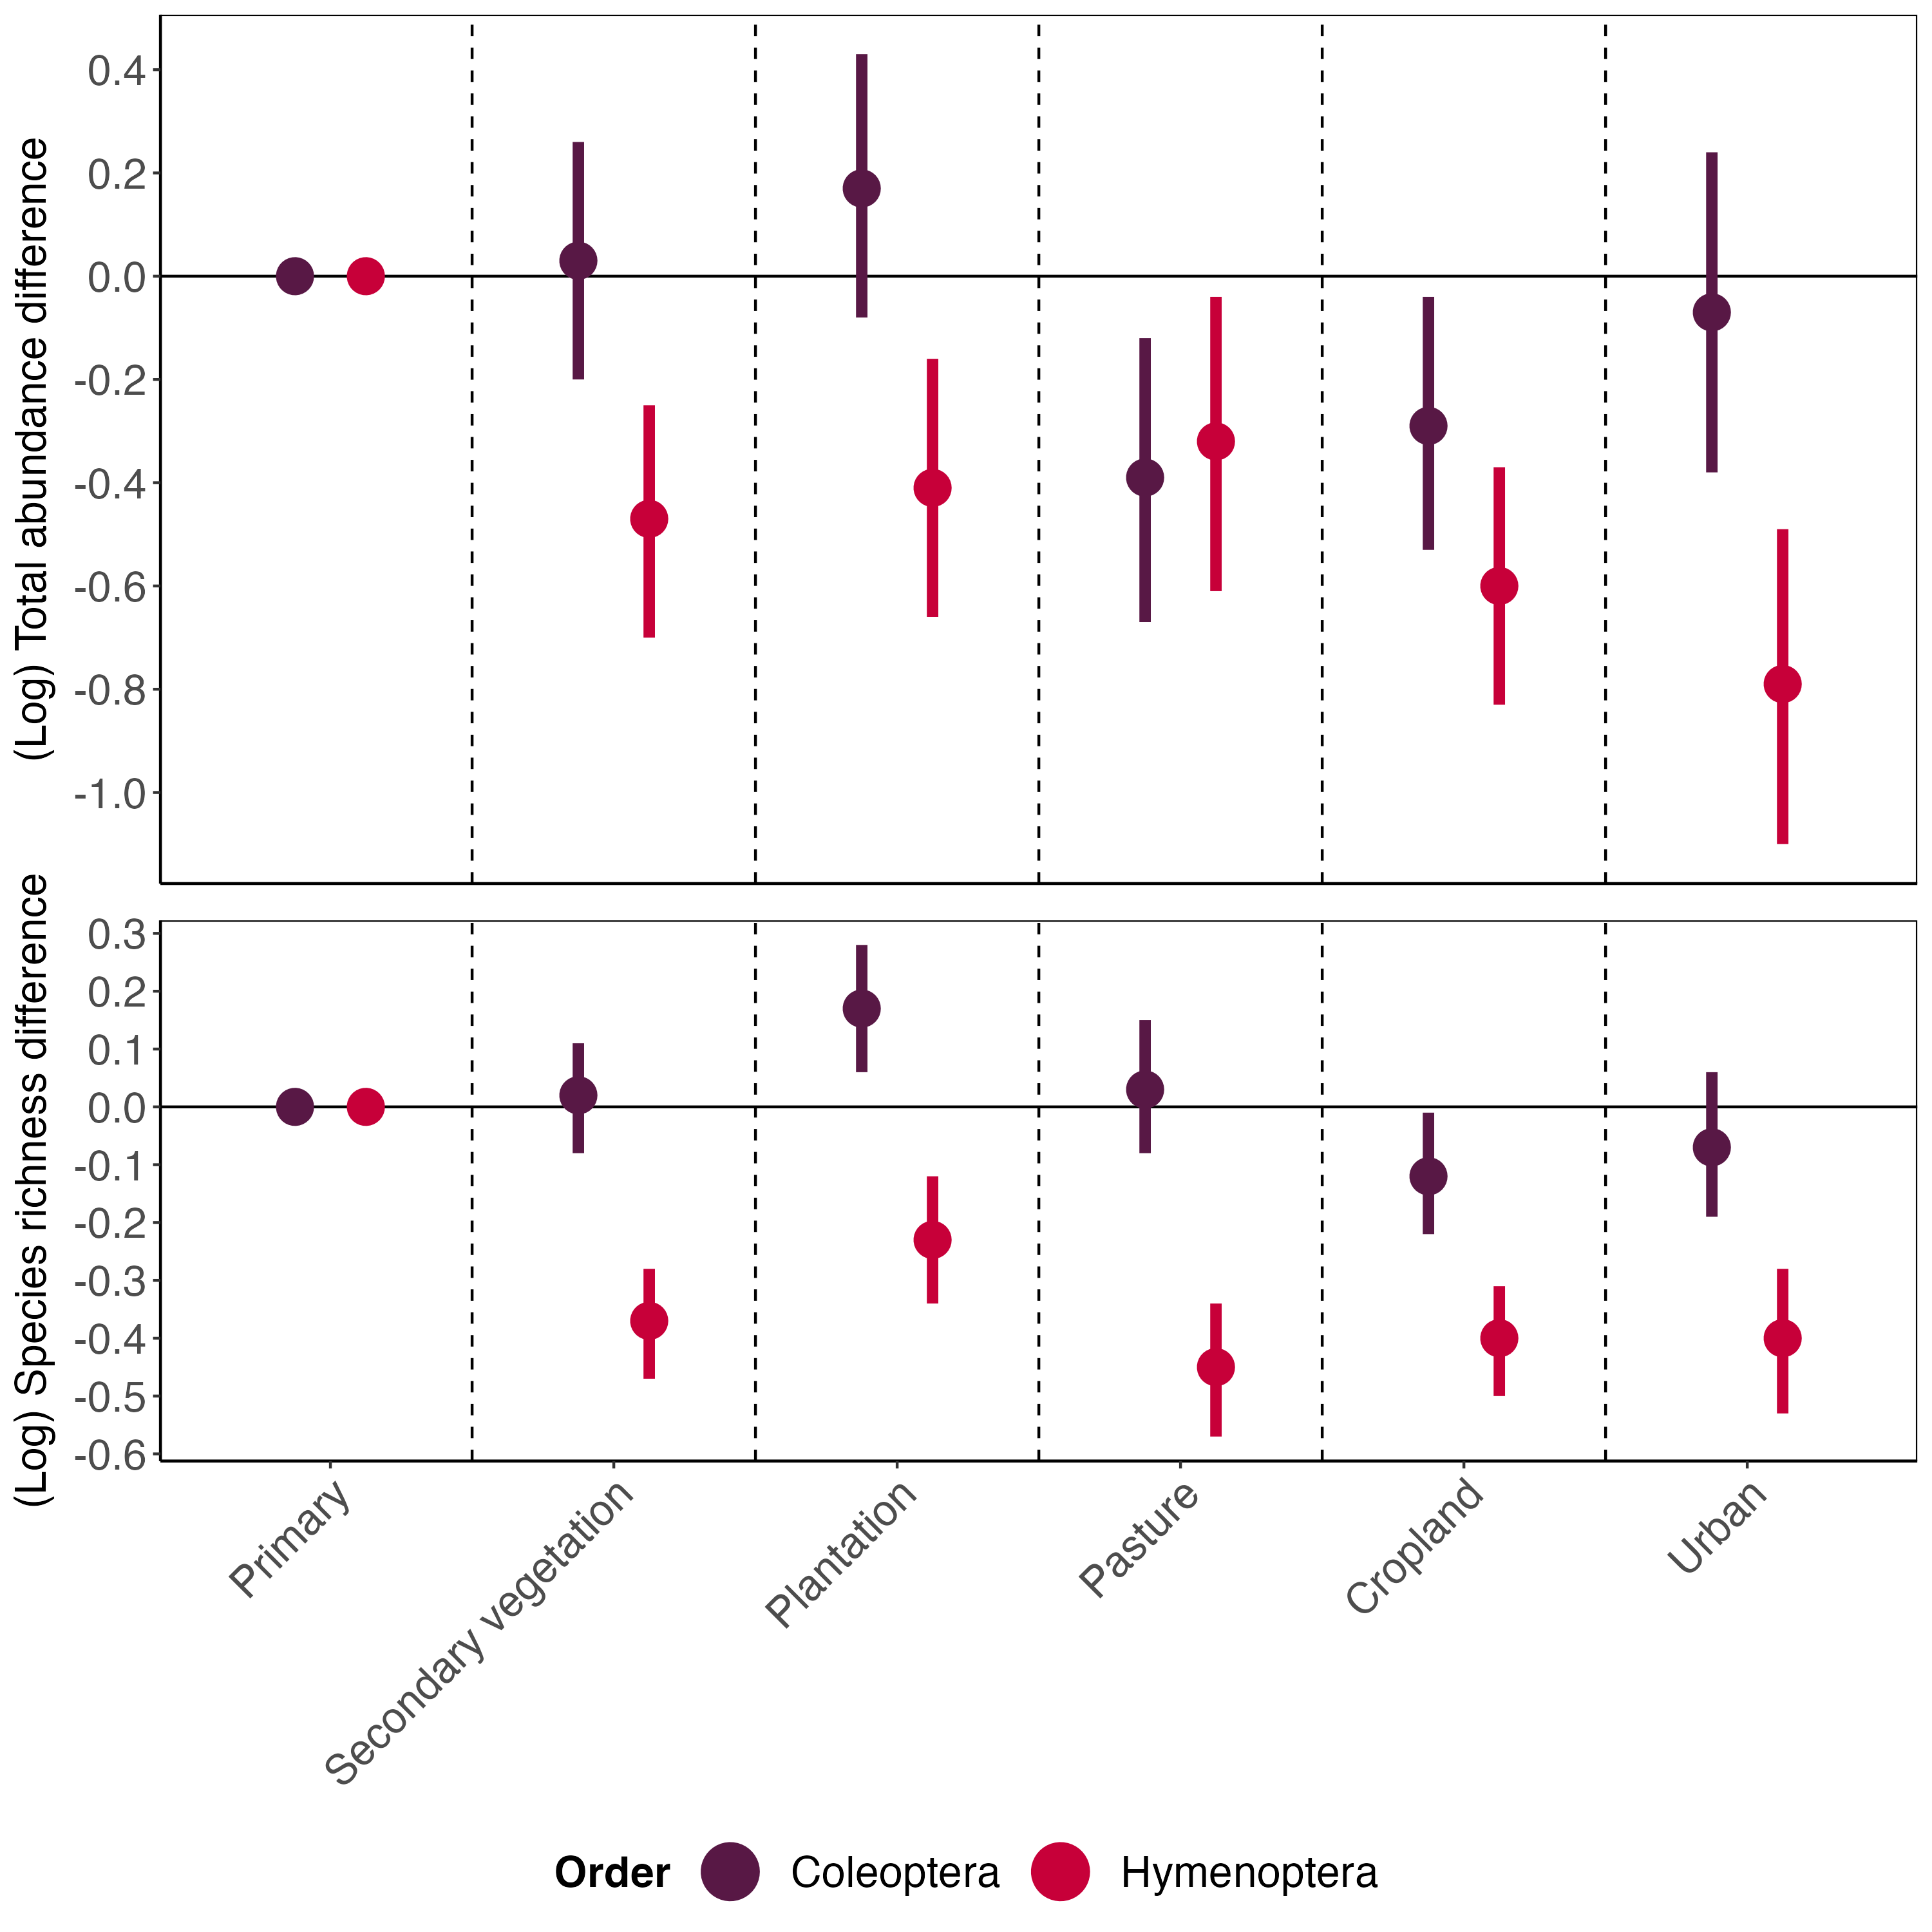 (Log) Total abundance difference
0.4
0.2
0.0
-0.2
-0.4
-0.6
-0.8
-1.0
(Log) Species richness difference
0.3
0.2
0.1
0.0
-0.1
-0.2
-0.3
-0.4
-0.5
-0.6
Primary
Secondary vegetation
Plantation
Pasture
Cropland
Urban
Order Coleoptera Hymenoptera